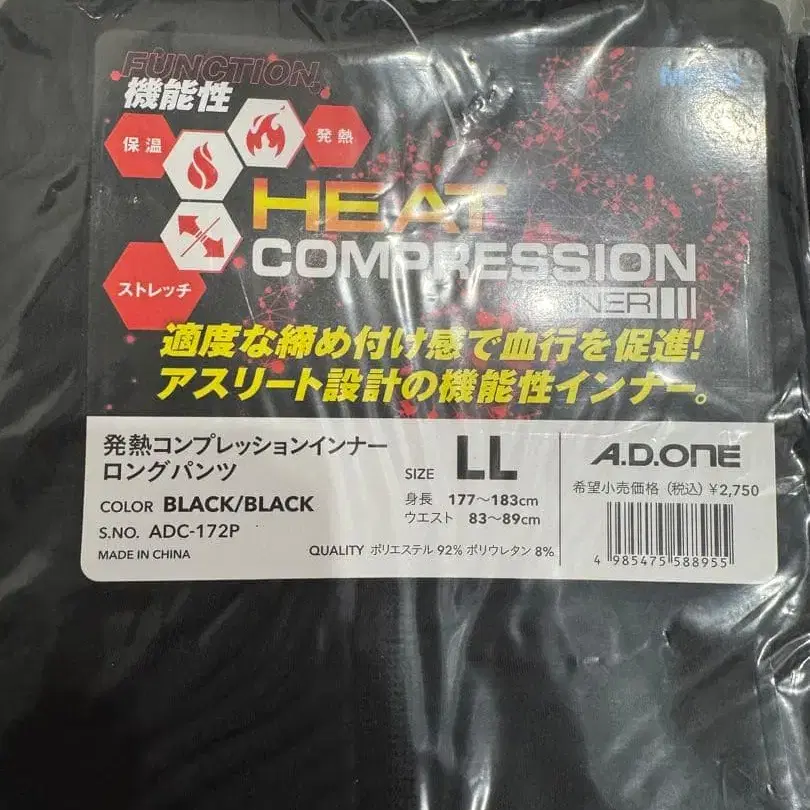 FUNCTION
機能性
保温
発熱
ストレッチ
HEAT
COMPRESSION
適度な締め付け感で血行を促進!
アスリート設計の機能性インナー。
発熱コンプレッションインナー
ロングパンツ
COLOR BLACK/BLACK
S.NO. ADC-172P
MADE IN CHINA
SIZE LL
身長 177〜183cm
ウエスト 83〜89cm
QUALITY ポリエステル 92% ポリウレタン 8%
A.D.ONE
希望小売価格 (税込) ¥2,750
4 985475 588955